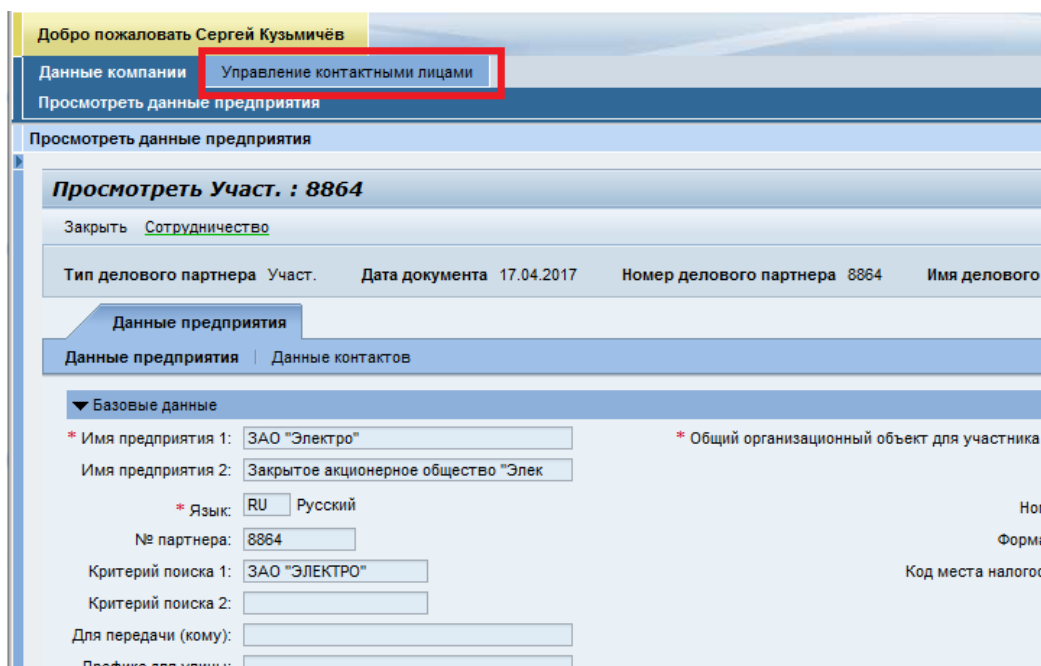 Добро пожаловать Сергей Кузьмичёв
Данные компании Управление контактными лицами
Просмотреть данные предприятия
Просмотреть данные предприятия
Просмотреть Участ. : 8864
Закрыть Сотрудничество
Тип делового партнера Участ. Дата документа 17.04.2017 Номер делового партнера 8864 Имя делового
Данные предприятия
Данные предприятия | Данные контактов
Базовые данные
* Имя предприятия 1: ЗАО "Электро" * Общий организационный объект для участника
Имя предприятия 2: Закрытое акционерное общество "Элек
* Язык: RU Русский
№ партнера: 8864
Критерий поиска 1: ЗАО "ЭЛЕКТРО" Код места
Критерий поиска 2:
Для передачи (кому):